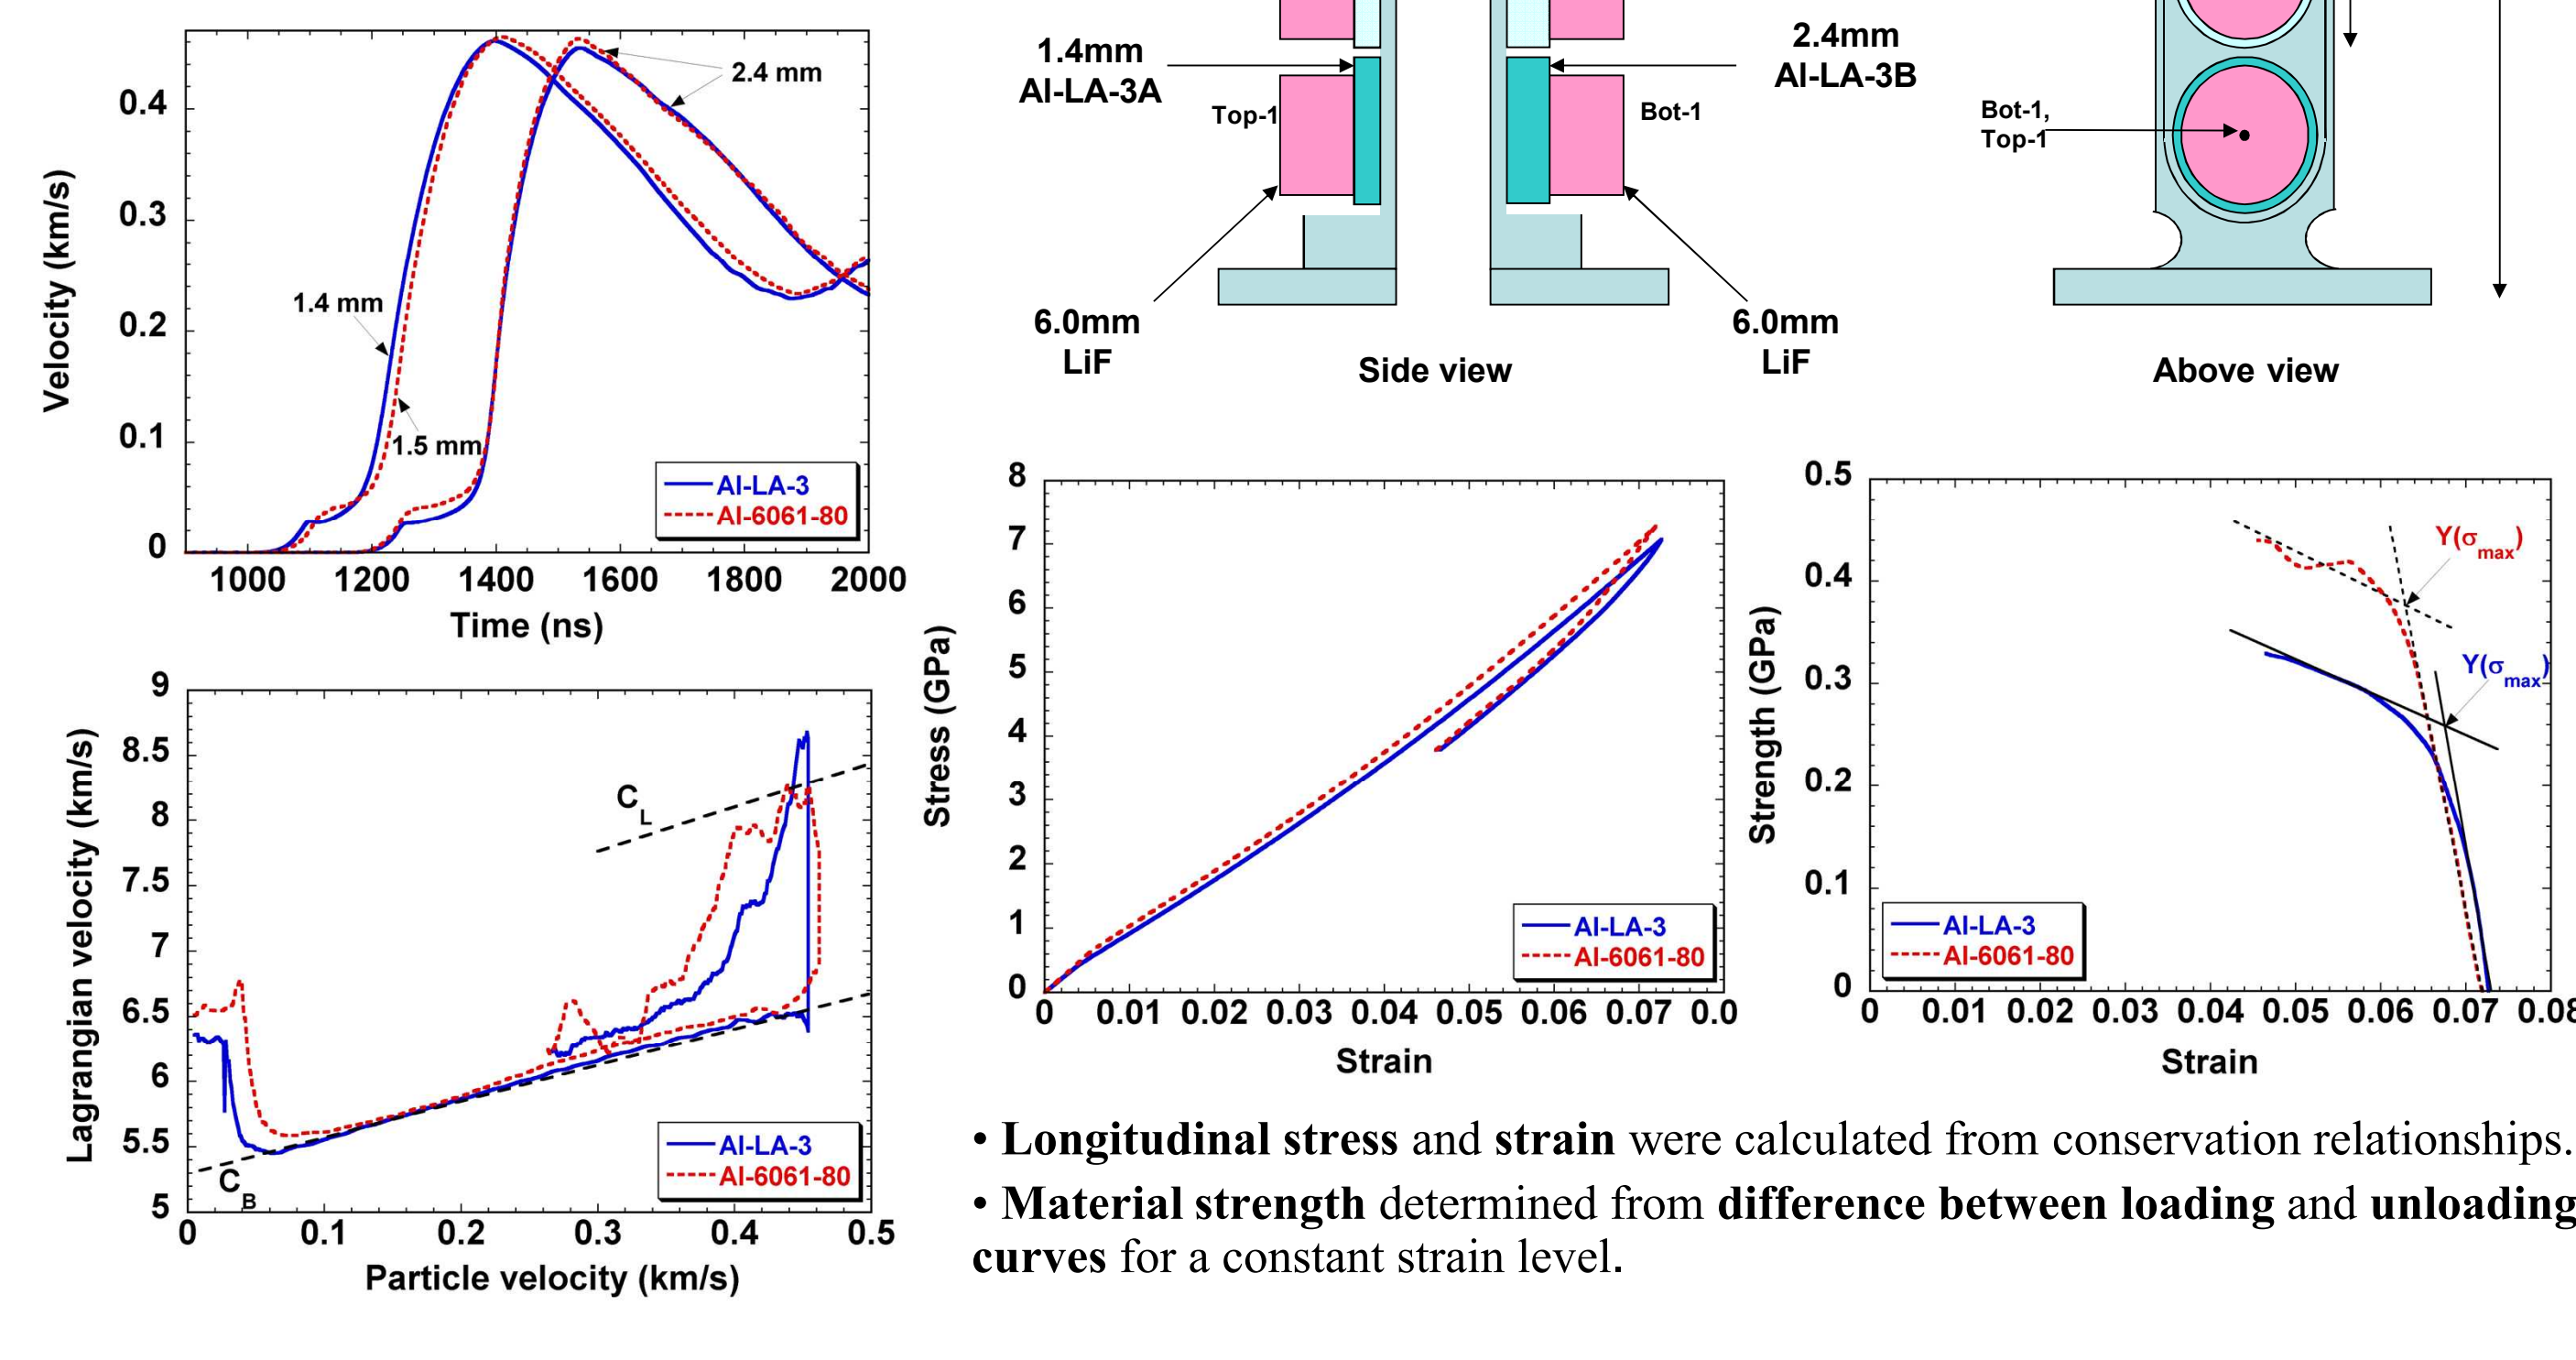 Velocity (km/s)
0.4
0.3
0.2
0.1
0
1000
1200
1400
1600
1800
2000
Time (ns)
2.4 mm
1.4 mm
1.5 mm
Al-LA-3
Al-6061-80
1.4mm
Al-LA-3A
Top-1
6.0mm
LiF
Side view
2.4mm
Al-LA-3B
Bot-1
6.0mm
LiF
Bot-1,
Top-1
Above view
Lagrangian velocity (km/s)
9
8.5
8
7.5
7
6.5
6
5.5
5
0
0.1
0.2
0.3
0.4
0.5
Particle velocity (km/s)
CL
CB
Al-LA-3
Al-6061-80
Stress (GPa)
8
7
6
5
4
3
2
1
0
0
0.01
0.02
0.03
0.04
0.05
0.06
0.07
0.0
Strain
Al-LA-3
Al-6061-80
Strength (GPa)
0.5
0.4
0.3
0.2
0.1
0
0
0.01
0.02
0.03
0.04
0.05
0.06
0.07
0.08
Strain
Y(σmax)
Y(σmax)
Al-LA-3
Al-6061-80
• Longitudinal stress and strain were calculated from conservation relationships.
• Material strength determined from difference between loading and unloading
curves for a constant strain level.